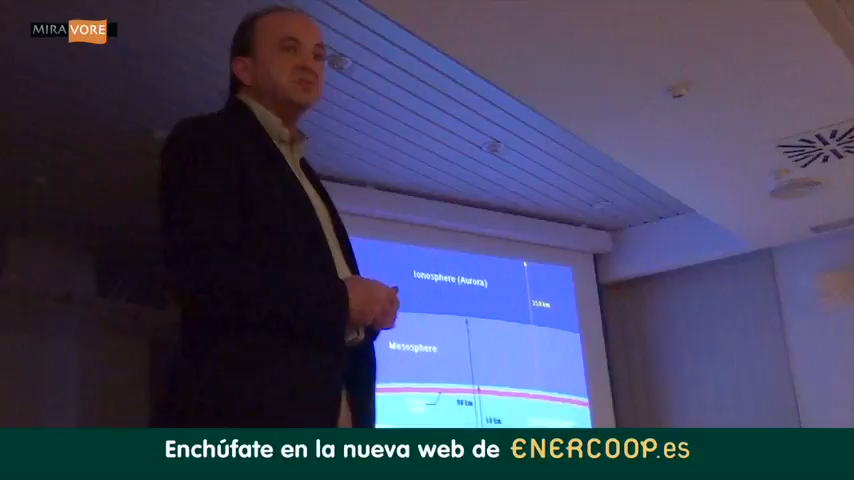 MIRAVORE
Ionosphere (Aurora)
Mesosphere
Enchúfate en la nueva web de ENERCOOP.es